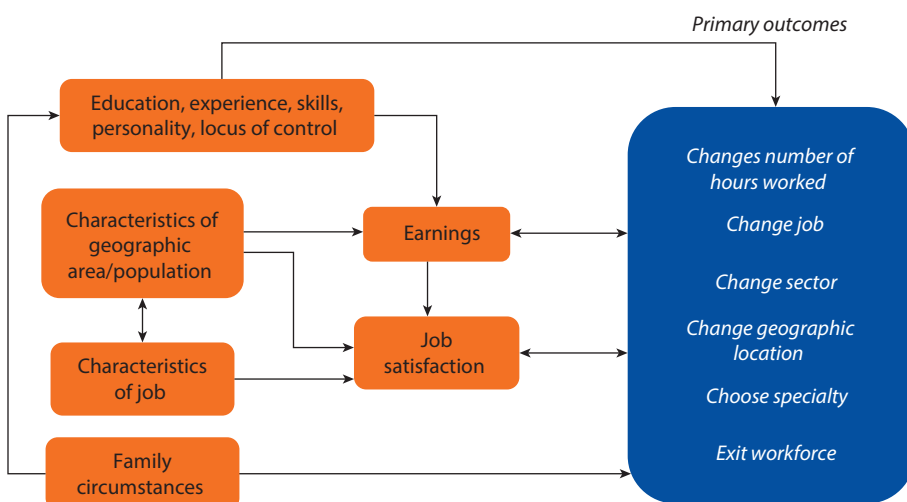 Primary outcomes
Education, experience, skills,
personality, locus of control
Characteristics of
geographic
area/population
Earnings
Job
satisfaction
Characteristics
of job
Family
circumstances
Changes number of
hours worked
Change job
Change sector
Change geographic
location
Choose specialty
Exit workforce